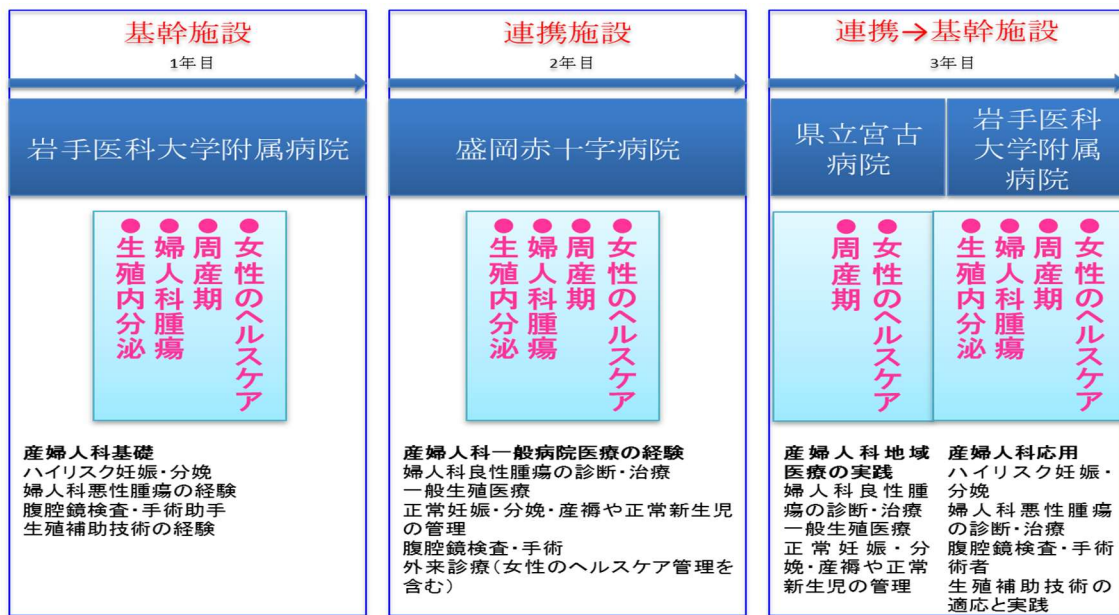 基幹施設
1年目
岩手医科大学附属病院
●女性のヘルスケア
●周産期
●婦人科腫瘍
●生殖内分泌
産婦人科基礎
ハイリスク妊娠・分娩
婦人科悪性腫瘍の経験
腹腔鏡検査・手術助手
生殖補助技術の経験
連携施設
2年目
盛岡赤十字病院
●女性のヘルスケア
●周産期
●婦人科腫瘍
●生殖内分泌
産婦人科一般病院医療の経験
婦人科良性腫瘍の診断・治療
一般生殖医療
正常妊娠・分娩・産褥や正常新生児
の管理
腹腔鏡検査・手術
外来診療（女性のヘルスケア管理を
含む）
連携→基幹施設
3年目
県立宮古
病院
●女性のヘルスケア
●周産期
産婦人科地域
医療の実践
婦人科良性腫
瘍の診断・治療
一般生殖医療
正常妊娠・分
娩・産褥や正常
新生児の管理
岩手医科
大学附属
病院
●女性のヘルスケア
●周産期
●婦人科腫瘍
●生殖内分泌
産婦人科応用
ハイリスク妊娠・
分娩
婦人科悪性腫瘍
の診断・治療
腹腔鏡検査・手術
術者
生殖補助技術の
適応と実践